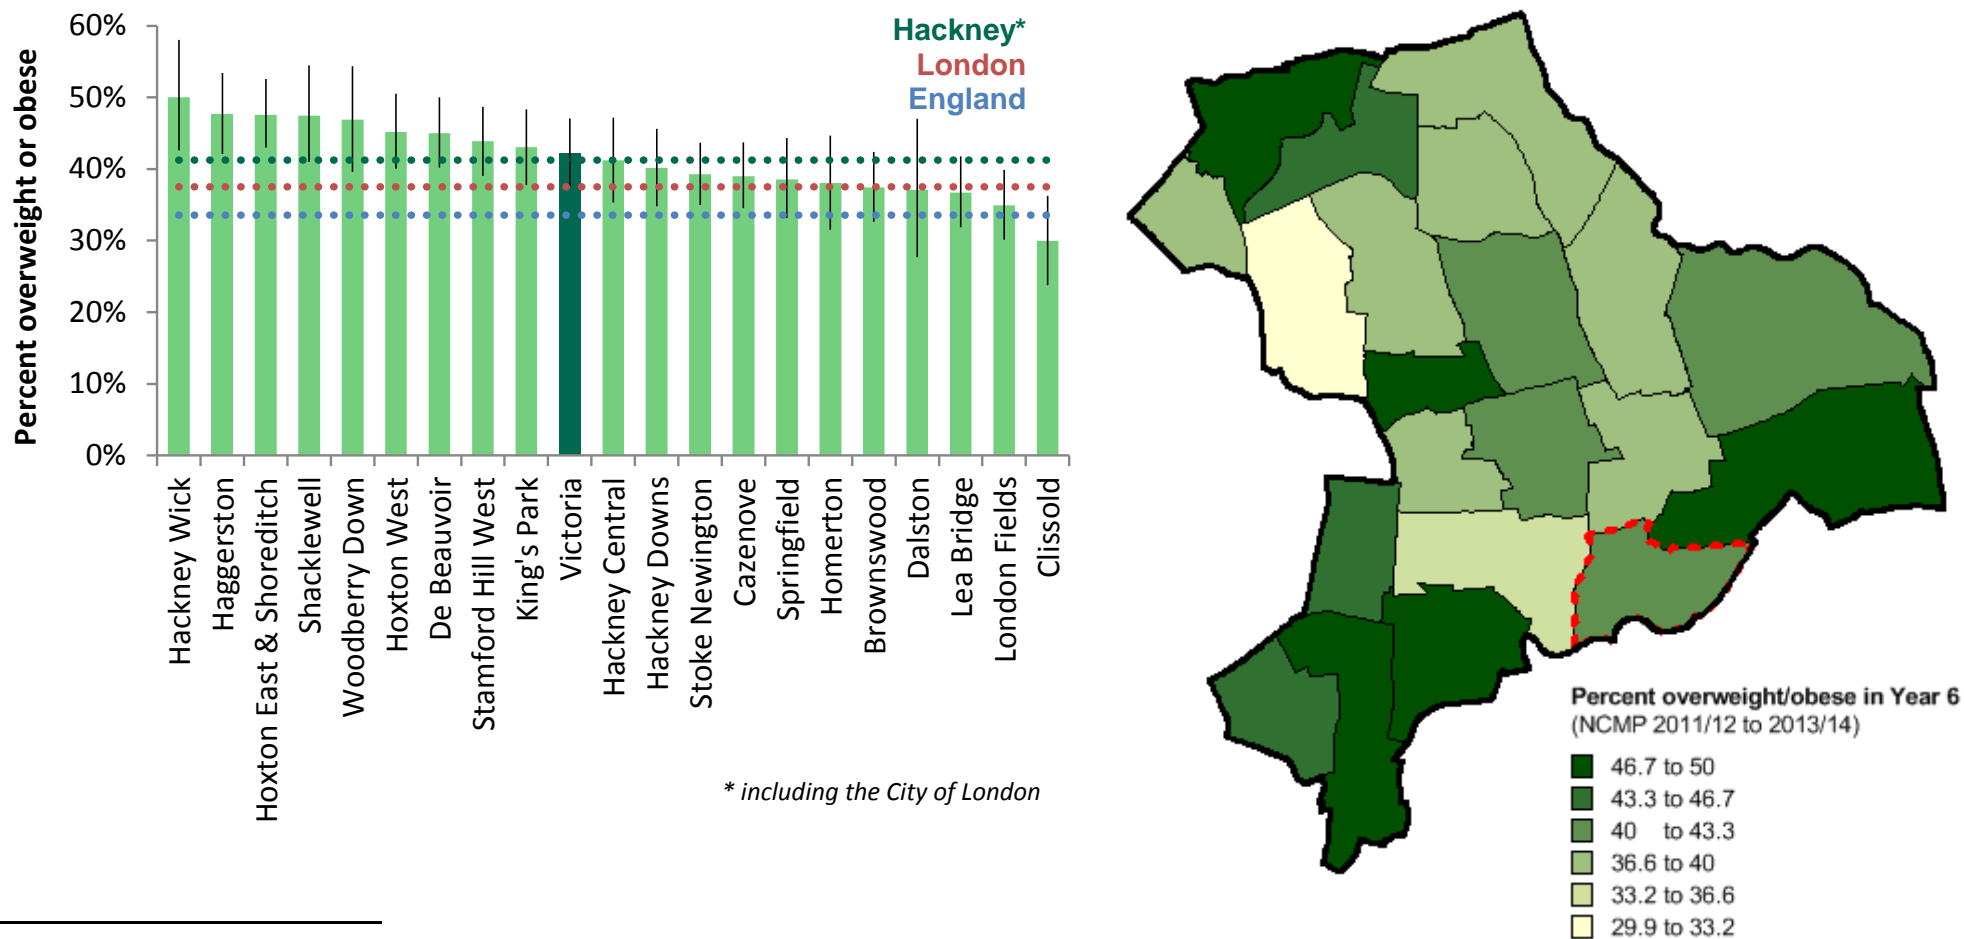 Percent overweight or obese
60%
50%
40%
30%
20%
10%
0%
Hackney*
London
England
Hackney Wick
Haggerston
Hoxton East & Shoreditch
Shacklewell
Woodberry Down
Hoxton West
De Beauvoir
Stamford Hill West
King's Park
Victoria
Hackney Central
Hackney Downs
Stoke Newington
Cazenove
Springfield
Homerton
Brownswood
Dalston
Lea Bridge
London Fields
Clissold
* including the City of London
Percent overweight/obese in Year 6
(NCMP 2011/12 to 2013/14)
46.7 to 50
43.3 to 46.7
40 to 43.3
36.6 to 40
33.2 to 36.6
29.9 to 33.2